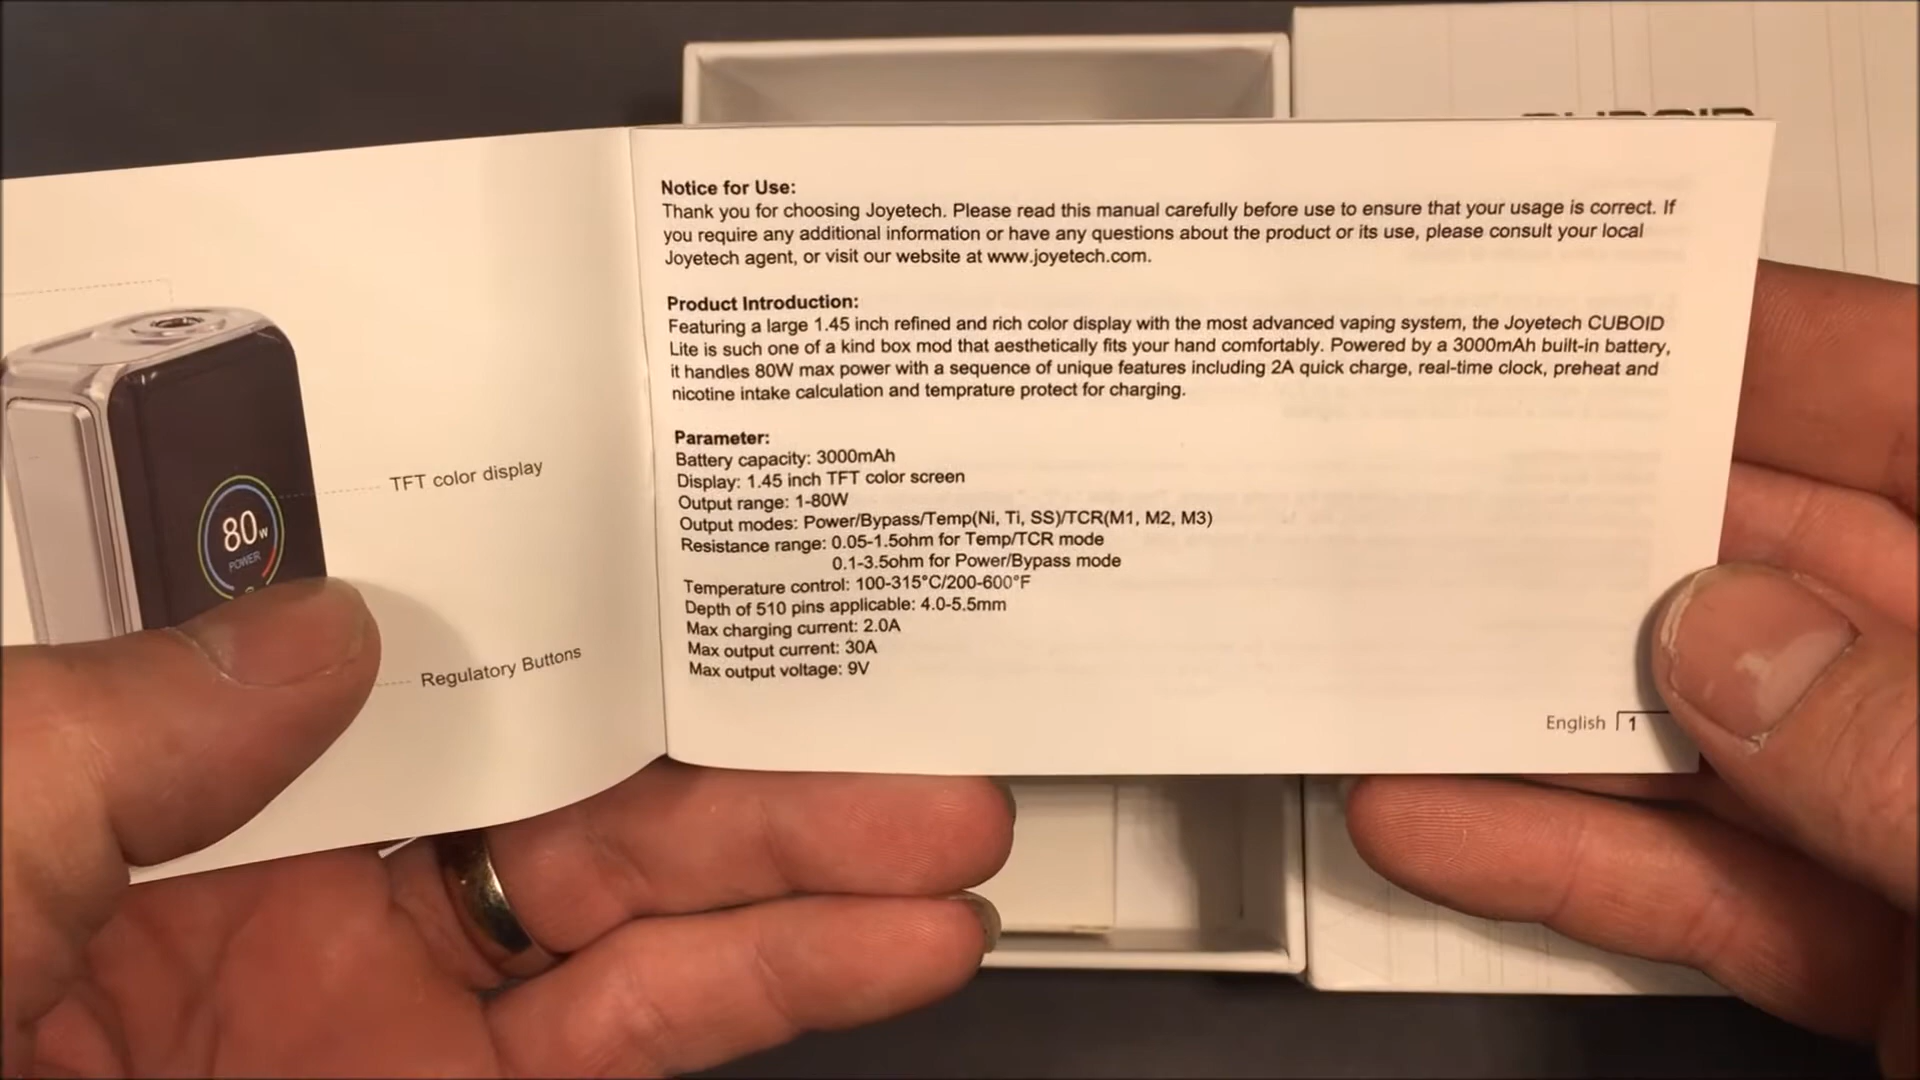 CUBOID
Notice for Use:
Thank you for choosing Joyetech. Please read this manual carefully before use to ensure that your usage is correct. If
you require any additional information or have any questions about the product or its use, please consult your local
Joyetech agent, or visit our website at www.joyetech.com.
Product Introduction:
Featuring a large 1.45 inch refined and rich color display with the most advanced vaping system, the Joyetech CUBOID
Lite is such one of a kind box mod that aesthetically fits your hand comfortably. Powered by a 3000mAh built-in battery,
it handles 80W max power with a sequence of unique features including 2A quick charge, real-time clock, preheat and
nicotine intake calculation and temprature protect for charging.
Parameter:
Battery capacity: 3000mAh
Display: 1.45 inch TFT color screen
Output range: 1-80W
Output modes: Power/Bypass/Temp(Ni, Ti, SS)/TCR(M1, M2, M3)
Resistance range: 0.05-1.5ohm for Temp/TCR mode
0.1-3.5ohm for Power/Bypass mode
Temperature control: 100-315°C/200-600°F
Depth of 510 pins applicable: 4.0-5.5mm
Max charging current: 2.0A
Max output current: 30A
Max output voltage: 9V
English 1
TFT color display
80W
POWER
Regulatory Buttons